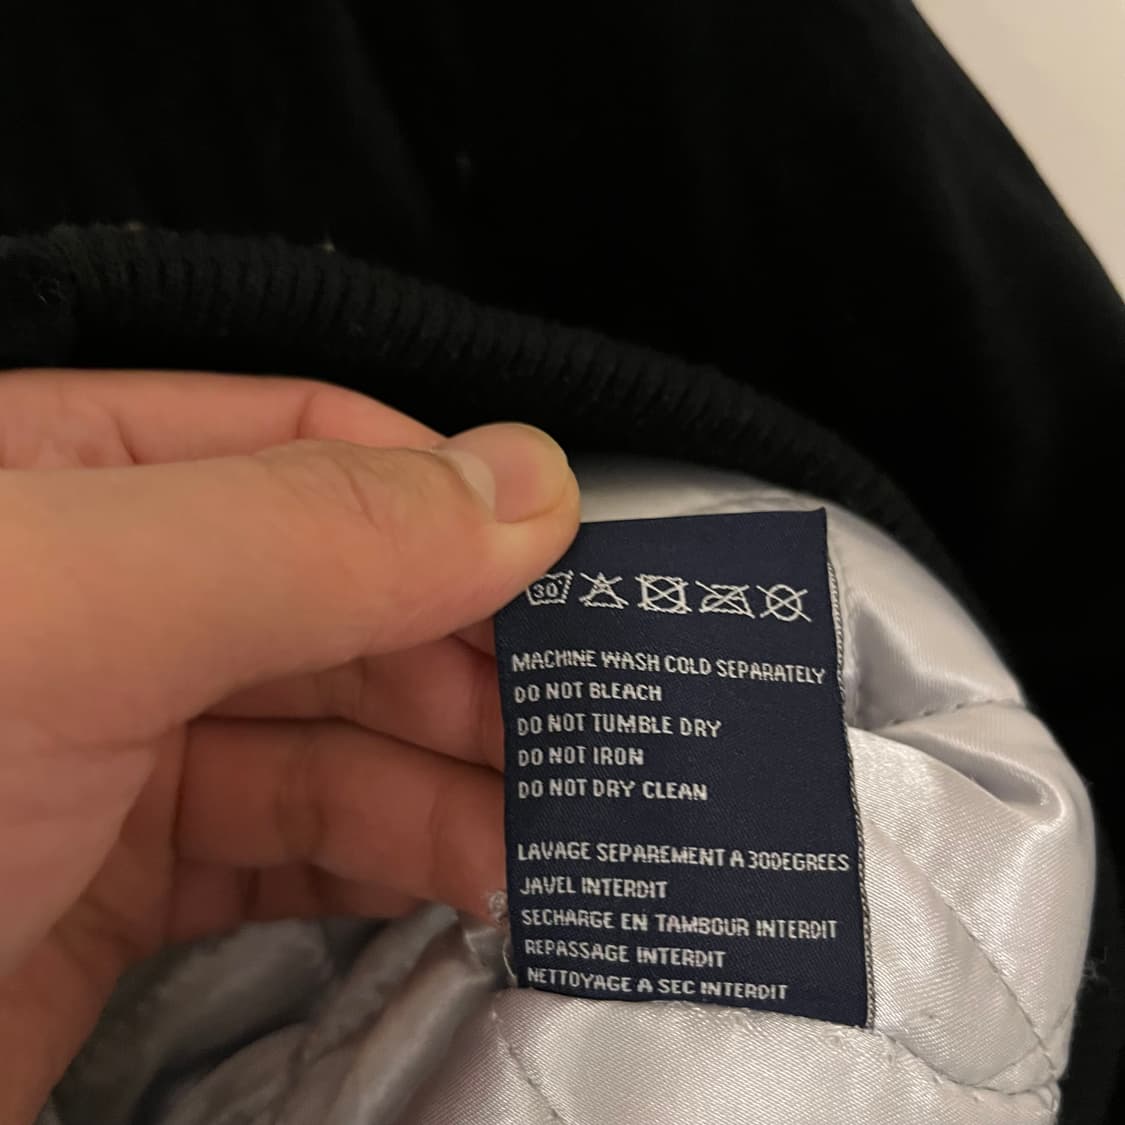 30
MACHINE WASH COLD SEPARATELY
DO NOT BLEACH
DO NOT TUMBLE DRY
DO NOT IRON
DO NOT DRY CLEAN
LAVAGE SEPAREMENT A 30DEGREES
JAVEL INTERDIT
SECHARGE EN TAMBOUR INTERDIT
REPASSAGE INTERDIT
NETTOYAGE A SEC INTERDIT